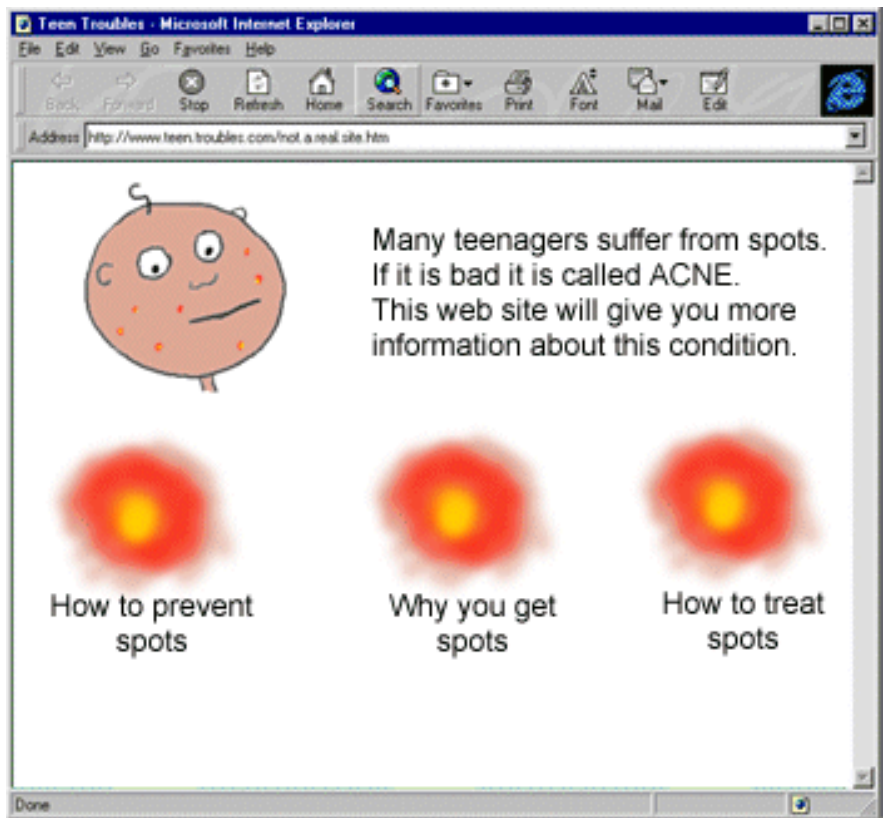 Teen Troubles - Microsoft Internet Explorer
File Edit View Go Favorites Help
Back Forward Stop Refresh Home Search Favorites Print Font Mail Edit
Address http://www.teen.troubles.com/not.a.real.site.htm
Many teenagers suffer from spots.
If it is bad it is called ACNE.
This web site will give you more
information about this condition.
How to prevent
spots
Why you get
spots
How to treat
spots
Done